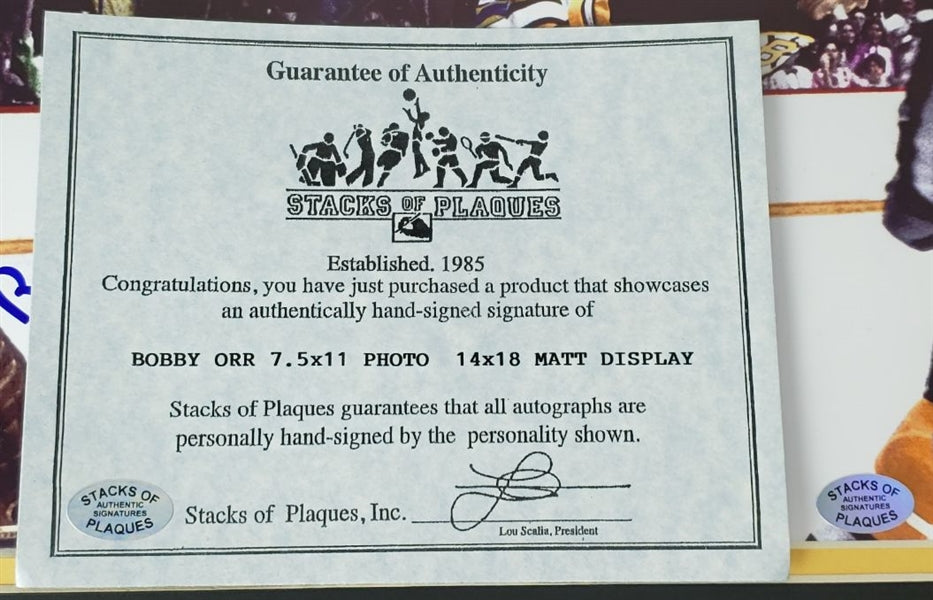 Guarantee of Authenticity
STACKS OF PLAQUES
Established. 1985
Congratulations, you have just purchased a product that showcases
an authentically hand-signed signature of
BOBBY ORR 7.5x11 PHOTO 14x18 MATT DISPLAY
Stacks of Plaques guarantees that all autographs are
personally hand-signed by the personality shown.
STACKS OF
AUTHENTIC
SIGNATURES
PLAQUES
Stacks of Plaques, Inc.
Lou Scalia, President
STACKS OF
AUTHENTIC
SIGNATURES
PLAQUES